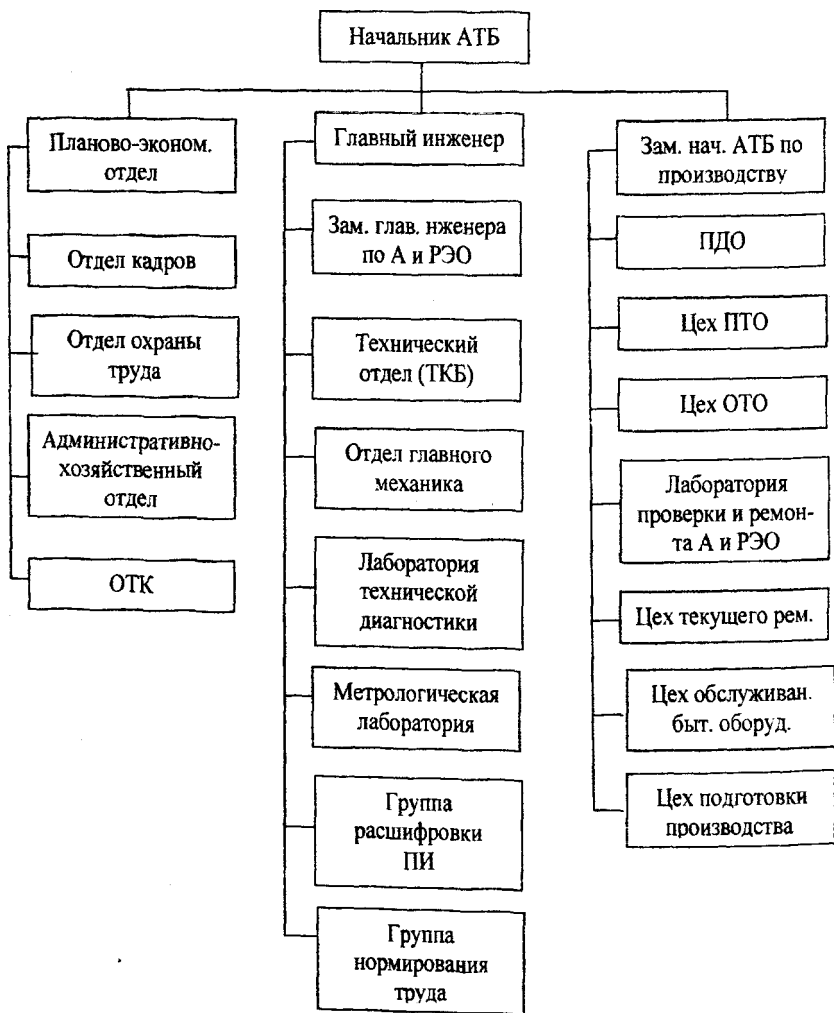 Начальник АТБ
Планово-эконом.
отдел
Отдел кадров
Отдел охраны
труда
Административно-
хозяйственный
отдел
ОТК
Главный инженер
Зам. глав. нженера
по А и РЭО
Технический
отдел (ТКБ)
Отдел главного
механика
Лаборатория
технической
диагностики
Метрологическая
лаборатория
Группа
расшифровки
ПИ
Группа
нормирования
труда
Зам. нач. АТБ по
производству
ПДО
Цех ПТО
Цех ОТО
Лаборатория
проверки и ремон-
та А и РЭО
Цех текущего рем.
Цех обслуживан.
быт. оборуд.
Цех подготовки
производства